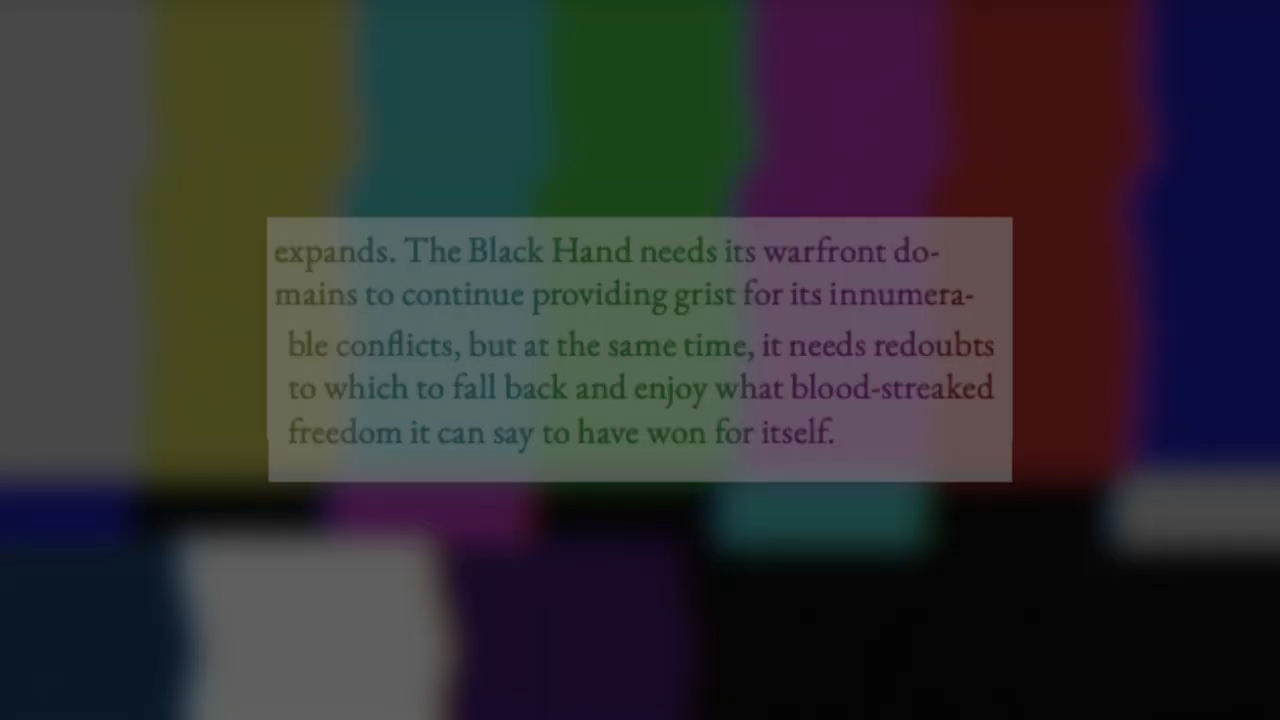 expands. The Black Hand needs its warfront do-
mains to continue providing grist for its innumera-
ble conflicts, but at the same time, it needs redoubts
to which to fall back and enjoy what blood-streaked
freedom it can say to have won for itself.